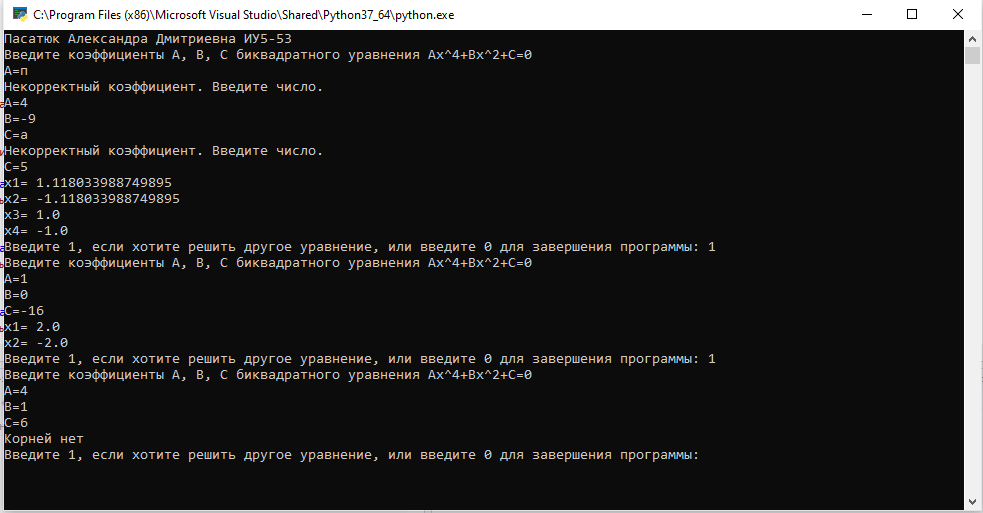 C:\Program Files (x86)\Microsoft Visual Studio\Shared\Python37_64\python.exe
Пасатюк Александра Дмитриевна ИУ5-53
Введите коэффициенты A, B, C биквадратного уравнения Ax^4+Bx^2+C=0
A=п
Некорректный коэффициент. Введите число.
A=4
B=-9
C=а
Некорректный коэффициент. Введите число.
C=5
x1= 1.118033988749895
x2= -1.118033988749895
x3= 1.0
x4= -1.0
Введите 1, если хотите решить другое уравнение, или введите 0 для завершения программы: 1
Введите коэффициенты A, B, C биквадратного уравнения Ax^4+Bx^2+C=0
A=1
B=0
C=-16
x1= 2.0
x2= -2.0
Введите 1, если хотите решить другое уравнение, или введите 0 для завершения программы: 1
Введите коэффициенты A, B, C биквадратного уравнения Ax^4+Bx^2+C=0
A=4
B=1
C=6
Корней нет
Введите 1, если хотите решить другое уравнение, или введите 0 для завершения программы: